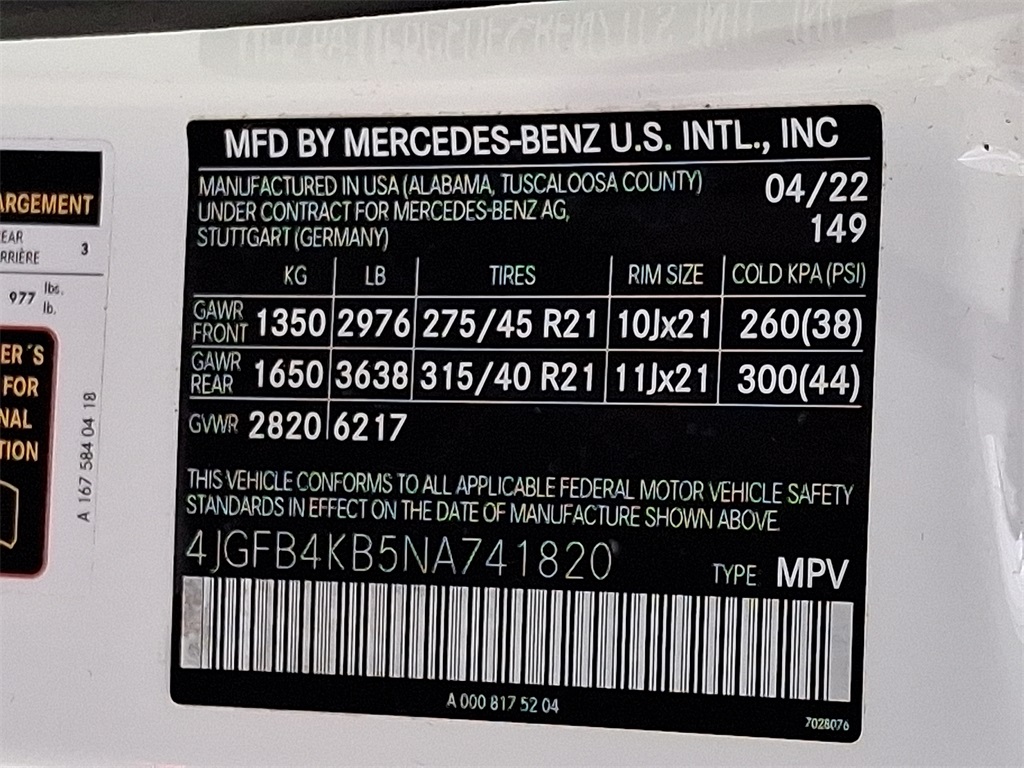 MFD BY MERCEDES-BENZ U.S. INTL., INC
MANUFACTURED IN USA (ALABAMA, TUSCALOOSA COUNTY)
UNDER CONTRACT FOR MERCEDES-BENZ AG,
STUTTGART (GERMANY)
04/22
149
KG LB TIRES RIM SIZE COLD KPA (PSI)
GAWR FRONT 1350 2976 275/45 R21 10Jx21 260(38)
GAWR REAR 1650 3638 315/40 R21 11Jx21 300(44)
GVWR 2820 6217
THIS VEHICLE CONFORMS TO ALL APPLICABLE FEDERAL MOTOR VEHICLE SAFETY
STANDARDS IN EFFECT ON THE DATE OF MANUFACTURE SHOWN ABOVE.
4JGFB4KB5NA741820
TYPE MPV
A 000 817 52 04
7028076
ARGEMENT
EAR
RRIÈRE 3
977 lbs.
lb.
ER'S
FOR
NAL
TION
A 167 584 04 18